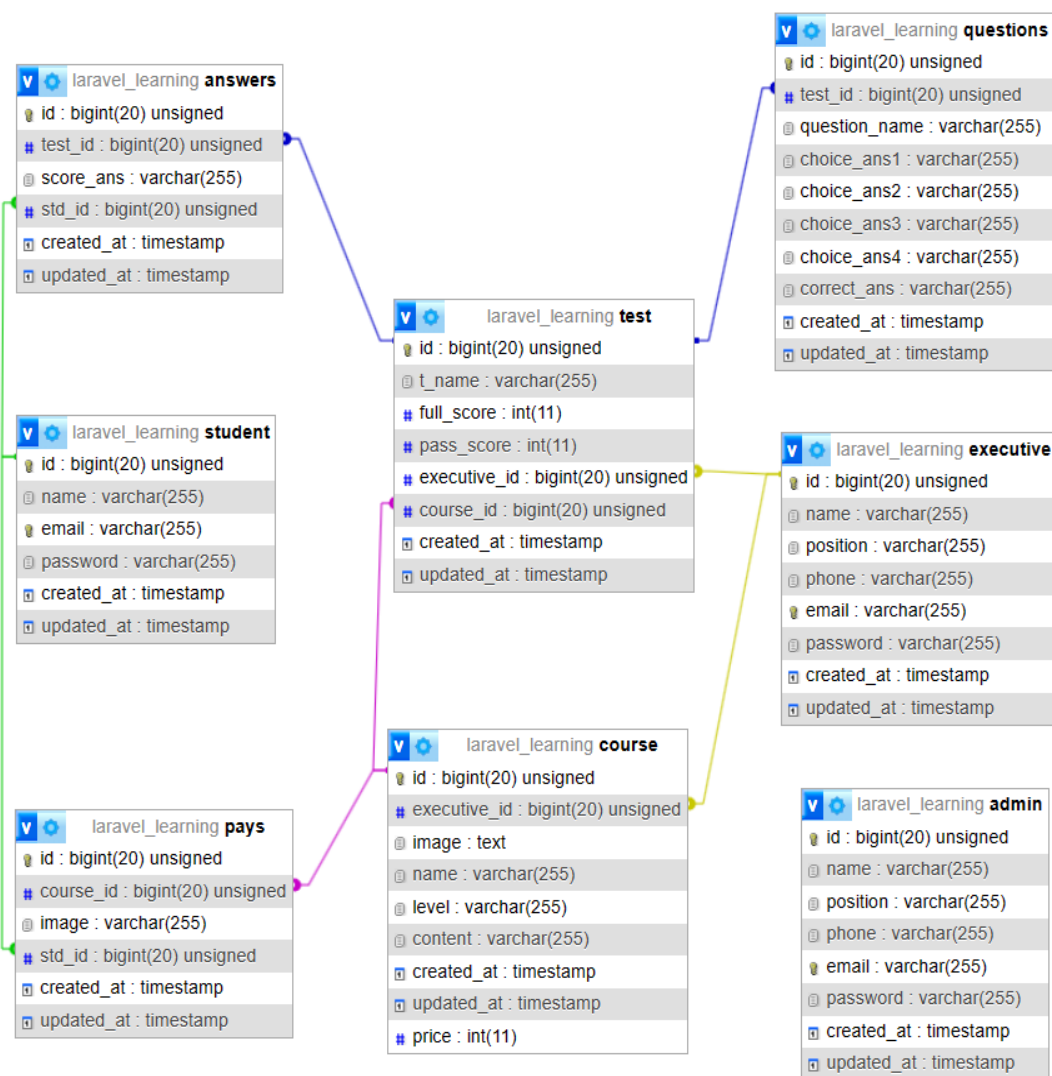 V laravel_learning answers
id : bigint(20) unsigned
# test_id : bigint(20) unsigned
score_ans : varchar(255)
# std_id : bigint(20) unsigned
created_at : timestamp
updated_at : timestamp
V laravel_learning questions
id : bigint(20) unsigned
# test_id : bigint(20) unsigned
question_name : varchar(255)
choice_ans1 : varchar(255)
choice_ans2 : varchar(255)
choice_ans3 : varchar(255)
choice_ans4 : varchar(255)
correct_ans : varchar(255)
created_at : timestamp
updated_at : timestamp
V laravel_learning test
id : bigint(20) unsigned
t_name : varchar(255)
# full_score : int(11)
# pass_score : int(11)
# executive_id : bigint(20) unsigned
# course_id : bigint(20) unsigned
created_at : timestamp
updated_at : timestamp
V laravel_learning student
id : bigint(20) unsigned
name : varchar(255)
email : varchar(255)
password : varchar(255)
created_at : timestamp
updated_at : timestamp
V laravel_learning executive
id : bigint(20) unsigned
name : varchar(255)
position : varchar(255)
phone : varchar(255)
email : varchar(255)
password : varchar(255)
created_at : timestamp
updated_at : timestamp
V laravel_learning course
id : bigint(20) unsigned
# executive_id : bigint(20) unsigned
image : text
name : varchar(255)
level : varchar(255)
content : varchar(255)
created_at : timestamp
updated_at : timestamp
# price : int(11)
V laravel_learning pays
id : bigint(20) unsigned
# course_id : bigint(20) unsigned
image : varchar(255)
# std_id : bigint(20) unsigned
created_at : timestamp
updated_at : timestamp
V laravel_learning admin
id : bigint(20) unsigned
name : varchar(255)
position : varchar(255)
phone : varchar(255)
email : varchar(255)
password : varchar(255)
created_at : timestamp
updated_at : timestamp